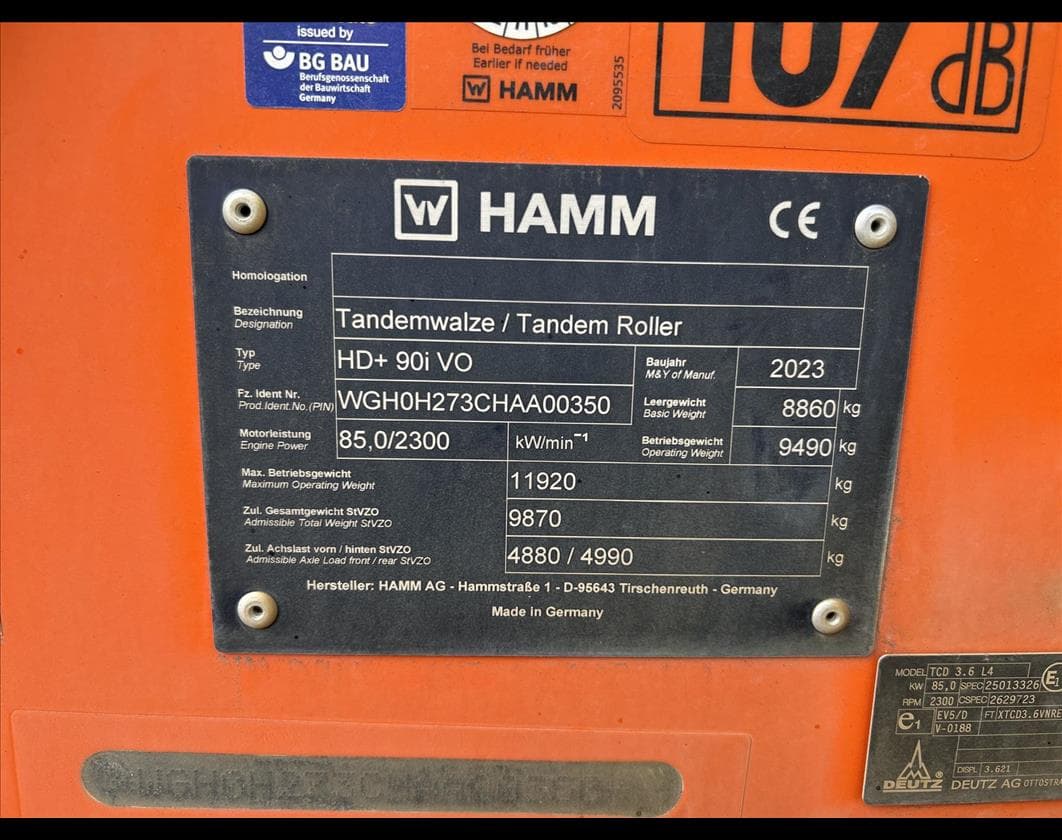 issued by
BG BAU
Berufsgenossenschaft
der Bauwirtschaft
Germany
Bei Bedarf früher
Earlier if needed
HAMM
2095535
107 dB
HAMM CE
Homologation
Bezeichnung
Designation
Tandemwalze / Tandem Roller
Typ
Type
HD+ 90i VO
Baujahr
M&Y of Manuf.
2023
Fz. Ident Nr.
Prod.Ident.No.(PIN)
WGH0H273CHAA00350
Leergewicht
Basic Weight
8860 kg
Motorleistung
Engine Power
85,0/2300 kW/min⁻¹
Betriebsgewicht
Operating Weight
9490 kg
Max. Betriebsgewicht
Maximum Operating Weight
11920 kg
Zul. Gesamtgewicht StVZO
Admissible Total Weight StVZO
9870 kg
Zul. Achslast vorn / hinten StVZO
Admissible Axle Load front / rear StVZO
4880 / 4990 kg
Hersteller: HAMM AG - Hammstraße 1 - D-95643 Tirschenreuth - Germany
Made in Germany
MODEL TCD 3.6 L4
KW 85,0 SPEC 25013326 E1
RPM 2300 CSPEC 2629723
e1 EV5/D FT XTCD3.6VNRE
V-0188
DISPL 3.621
DEUTZ® DEUTZ AG